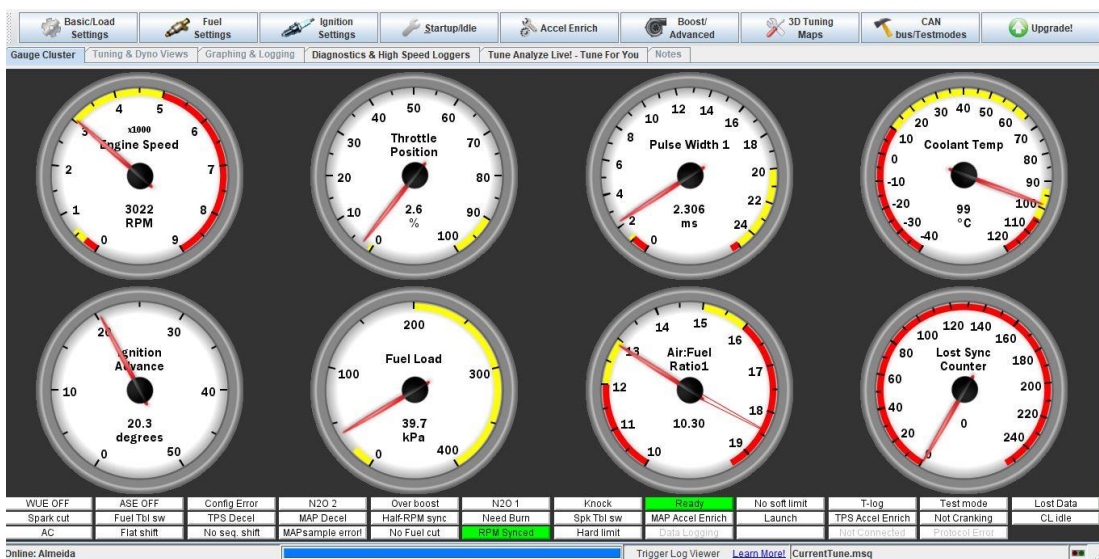 Basic/Load Settings
Fuel Settings
Ignition Settings
Startup/Idle
Accel Enrich
Boost/ Advanced
3D Tuning Maps
CAN bus/Testmodes
Upgrade!
Gauge Cluster
Tuning & Dyno Views
Graphing & Logging
Diagnostics & High Speed Loggers
Tune Analyze Live! - Tune For You
Notes
0 1 2 3 4 5 6 7 8 9
x1000
Engine Speed
3022
RPM
0 10 20 30 40 50 60 70 80 90 100
Throttle
Position
2.6
%
0 2 4 6 8 10 12 14 16 18 20 22 24
Pulse Width 1
2.306
ms
-40 -30 -20 -10 0 10 20 30 40 50 60 70 80 90 100 110 120
Coolant Temp
99
°C
0 10 20 30 40 50
Ignition
Advance
20.3
degrees
0 100 200 300 400
Fuel Load
39.7
kPa
10 11 12 13 14 15 16 17 18 19
Air:Fuel
Ratio1
10.30
0 20 40 60 80 100 120 140 160 180 200 220 240
Lost Sync
Counter
0
WUE OFF ASE OFF Config Error N2O 2 Over boost N2O 1 Knock Ready No soft limit T-log Test mode Lost Data
Spark cut Fuel Tbl sw TPS Decel MAP Decel Half-RPM sync Need Burn Spk Tbl sw MAP Accel Enrich Launch TPS Accel Enrich Not Cranking CL idle
AC Flat shift No seq. shift MAPsample error! No Fuel cut RPM Synced Hard limit Data Logging Not Connected Protocol Error
Online: Almeida
Trigger Log Viewer Learn More! CurrentTune.msq